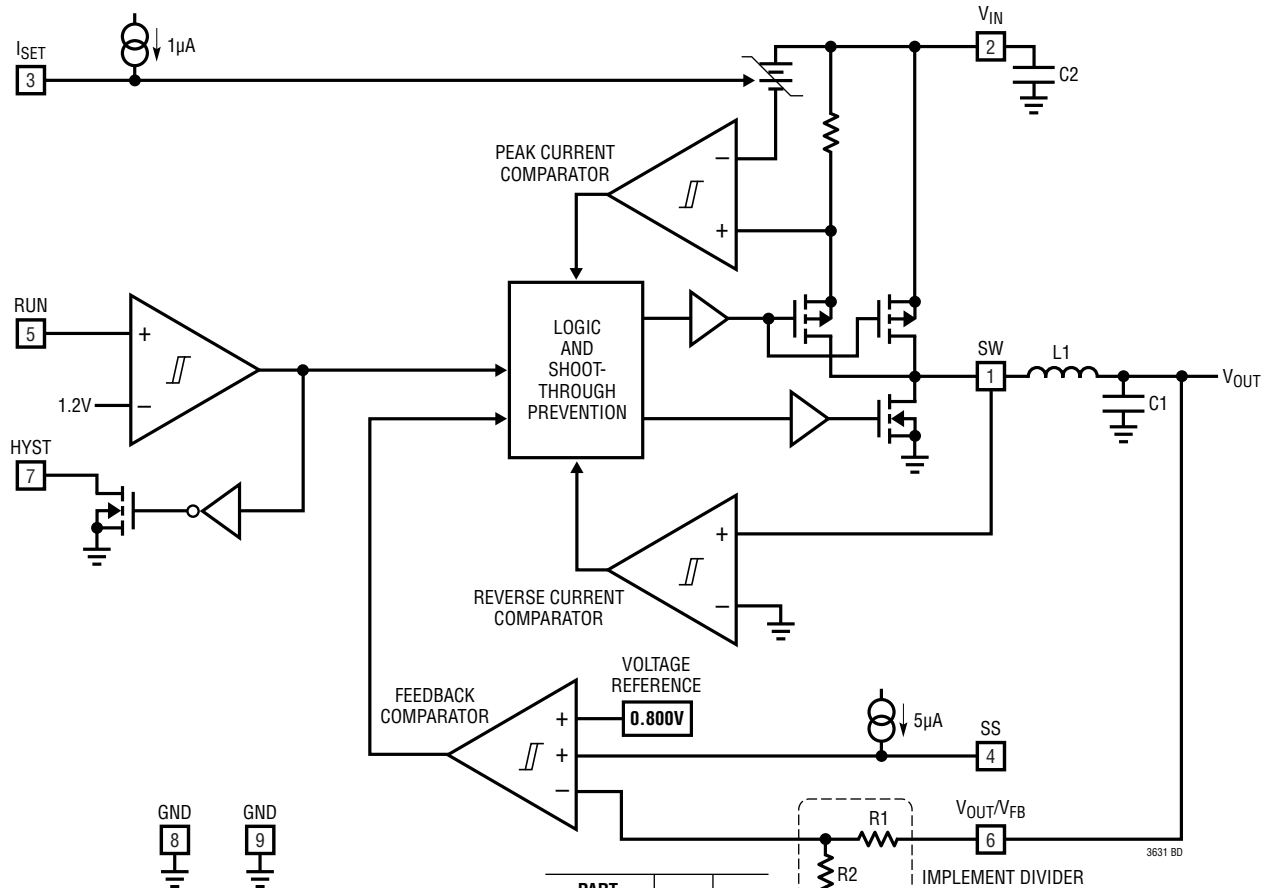 VIN
2
C2
1µA
ISET
3
PEAK CURRENT
COMPARATOR
−
+
RUN
5
+
1.2V
−
HYST
7
LOGIC
AND
SHOOT-
THROUGH
PREVENTION
SW
1
L1
VOUT
C1
+
−
REVERSE CURRENT
COMPARATOR
VOLTAGE
REFERENCE
0.800V
FEEDBACK
COMPARATOR
+
+
−
5µA
SS
4
GND
8
GND
9
R1
VOUT/VFB
6
3631 BD
R2
IMPLEMENT DIVIDER
PART